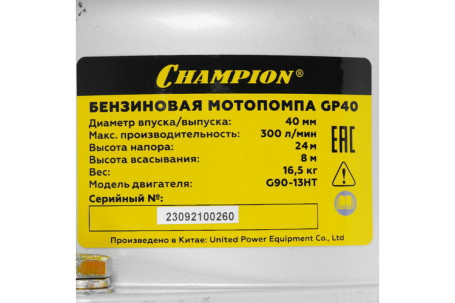 CHAMPION®
БЕНЗИНОВАЯ МОТОПОМПА GP40
Диаметр впуска/выпуска: 40 мм
Макс. производительность: 300 л/мин
Высота напора: 24 м
Высота всасывания: 8 м
Вес: 16,5 кг
Модель двигателя: G90-13HT
Серийный №:
23092100260
Произведено в Китае: United Power Equipment Co., Ltd
EAC